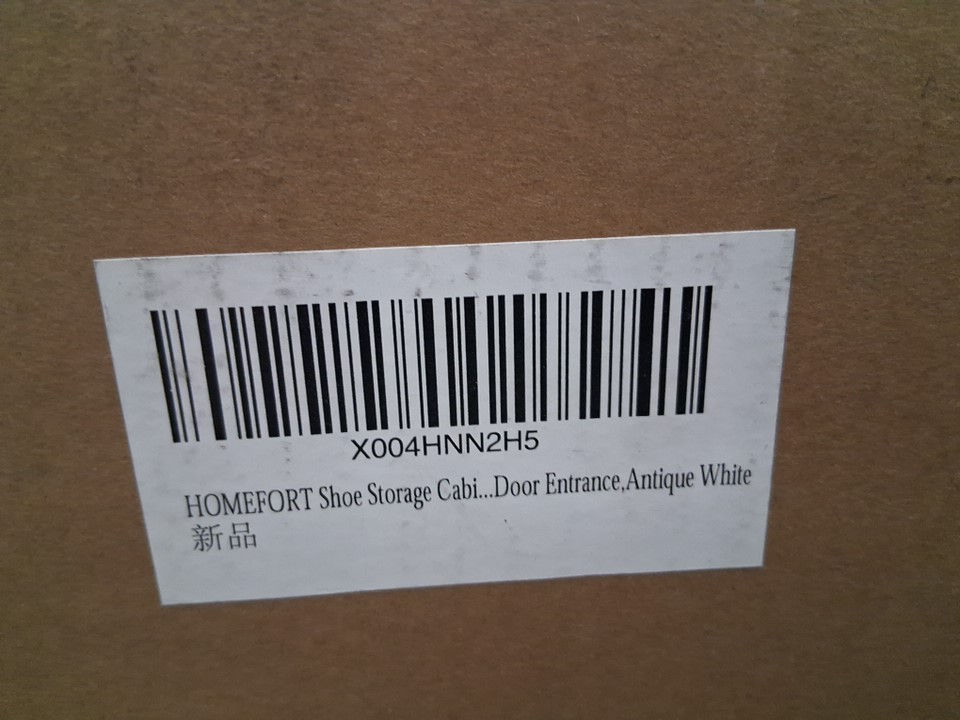 X004HNN2H5
HOMEFORT Shoe Storage Cabi...Door Entrance,Antique White
新品